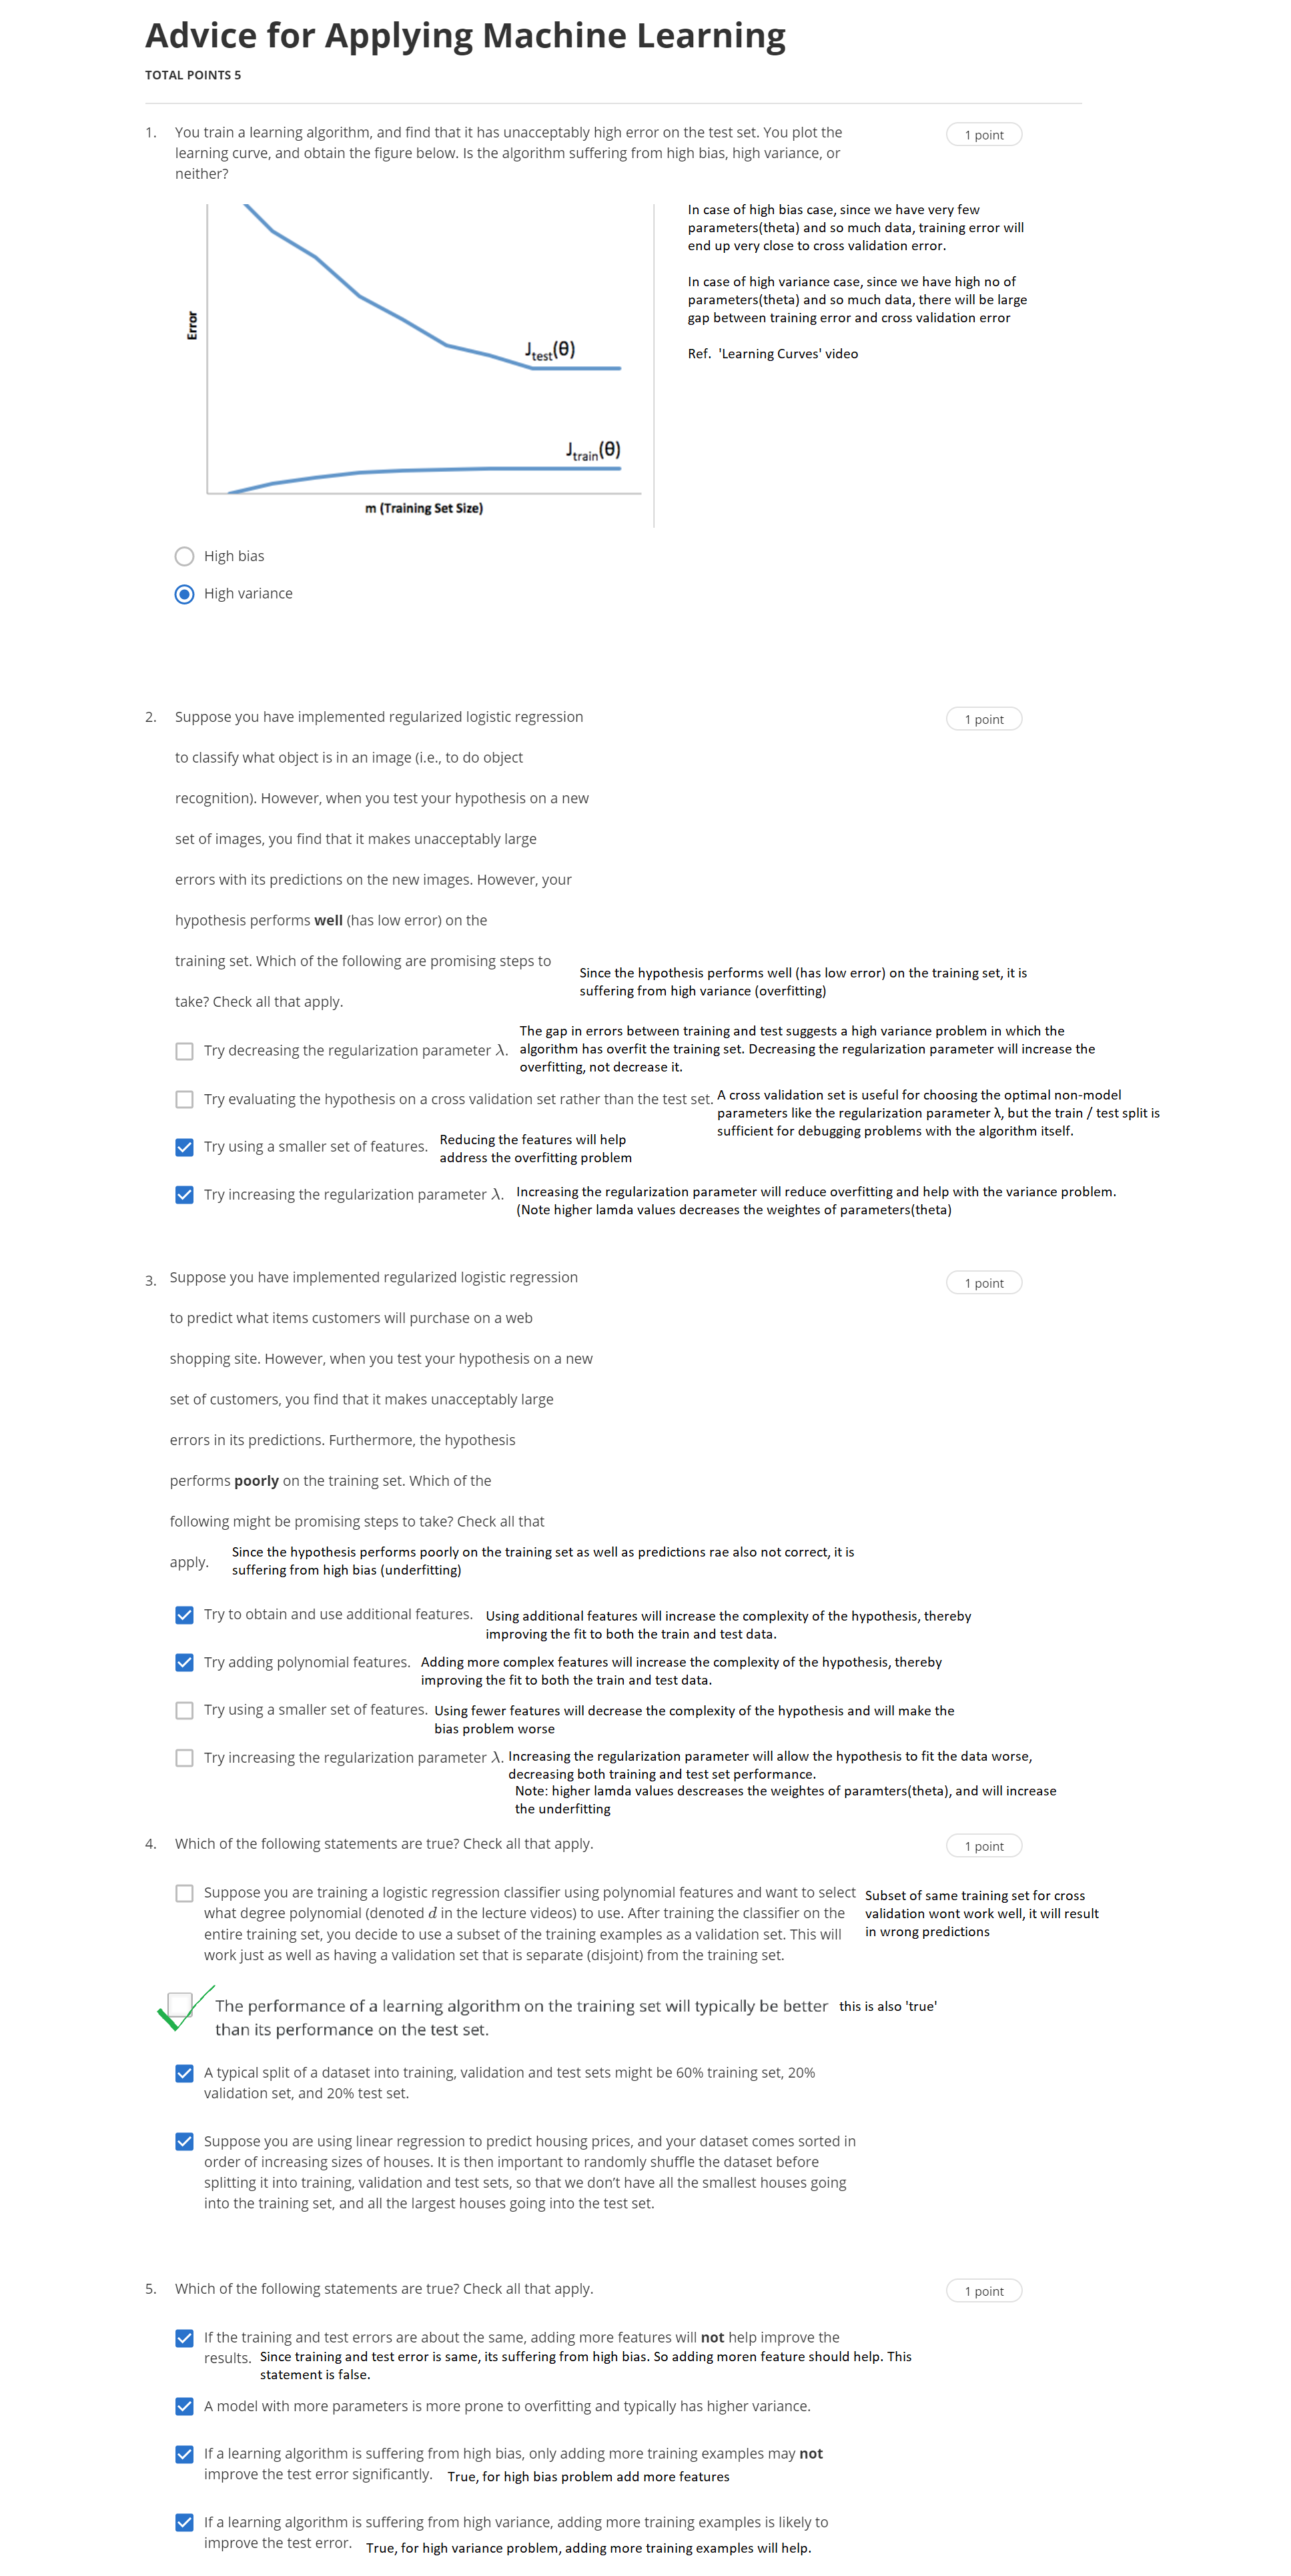 Advice for Applying Machine Learning
TOTAL POINTS 5
1. You train a learning algorithm, and find that it has unacceptably high error on the test set. You plot the
learning curve, and obtain the figure below. Is the algorithm suffering from high bias, high variance, or
neither?
1 point
In case of high bias case, since we have very few
parameters(theta) and so much data, training error will
end up very close to cross validation error.
In case of high variance case, since we have high no of
parameters(theta) and so much data, there will be large
gap between training error and cross validation error
Ref. 'Learning Curves' video
Error
Jtest(θ)
Jtrain(θ)
m (Training Set Size)
High bias
High variance
2. Suppose you have implemented regularized logistic regression
1 point
to classify what object is in an image (i.e., to do object
recognition). However, when you test your hypothesis on a new
set of images, you find that it makes unacceptably large
errors with its predictions on the new images. However, your
hypothesis performs well (has low error) on the
training set. Which of the following are promising steps to
take? Check all that apply.
Since the hypothesis performs well (has low error) on the training set, it is
suffering from high variance (overfitting)
Try decreasing the regularization parameter λ.
The gap in errors between training and test suggests a high variance problem in which the
algorithm has overfit the training set. Decreasing the regularization parameter will increase the
overfitting, not decrease it.
Try evaluating the hypothesis on a cross validation set rather than the test set.
A cross validation set is useful for choosing the optimal non-model
parameters like the regularization parameter λ, but the train / test split is
sufficient for debugging problems with the algorithm itself.
Try using a smaller set of features.
Reducing the features will help
address the overfitting problem
Try increasing the regularization parameter λ.
Increasing the regularization parameter will reduce overfitting and help with the variance problem.
(Note higher lamda values decreases the weightes of parameters(theta)
3. Suppose you have implemented regularized logistic regression
1 point
to predict what items customers will purchase on a web
shopping site. However, when you test your hypothesis on a new
set of customers, you find that it makes unacceptably large
errors in its predictions. Furthermore, the hypothesis
performs poorly on the training set. Which of the
following might be promising steps to take? Check all that
apply.
Since the hypothesis performs poorly on the training set as well as predictions rae also not correct, it is
suffering from high bias (underfitting)
Try to obtain and use additional features.
Using additional features will increase the complexity of the hypothesis, thereby
improving the fit to both the train and test data.
Try adding polynomial features.
Adding more complex features will increase the complexity of the hypothesis, thereby
improving the fit to both the train and test data.
Try using a smaller set of features.
Using fewer features will decrease the complexity of the hypothesis and will make the
bias problem worse
Try increasing the regularization parameter λ.
Increasing the regularization parameter will allow the hypothesis to fit the data worse,
decreasing both training and test set performance.
Note: higher lamda values descreases the weightes of paramters(theta), and will increase
the underfitting
4. Which of the following statements are true? Check all that apply.
1 point
Suppose you are training a logistic regression classifier using polynomial features and want to select
what degree polynomial (denoted d in the lecture videos) to use. After training the classifier on the
entire training set, you decide to use a subset of the training examples as a validation set. This will
work just as well as having a validation set that is separate (disjoint) from the training set.
Subset of same training set for cross
validation wont work well, it will result
in wrong predictions
The performance of a learning algorithm on the training set will typically be better
than its performance on the test set.
this is also 'true'
A typical split of a dataset into training, validation and test sets might be 60% training set, 20%
validation set, and 20% test set.
Suppose you are using linear regression to predict housing prices, and your dataset comes sorted in
order of increasing sizes of houses. It is then important to randomly shuffle the dataset before
splitting it into training, validation and test sets, so that we don't have all the smallest houses going
into the training set, and all the largest houses going into the test set.
5. Which of the following statements are true? Check all that apply.
1 point
If the training and test errors are about the same, adding more features will not help improve the
results.
Since training and test error is same, its suffering from high bias. So adding moren feature should help. This
statement is false.
A model with more parameters is more prone to overfitting and typically has higher variance.
If a learning algorithm is suffering from high bias, only adding more training examples may not
improve the test error significantly.
True, for high bias problem add more features
If a learning algorithm is suffering from high variance, adding more training examples is likely to
improve the test error.
True, for high variance problem, adding more training examples will help.